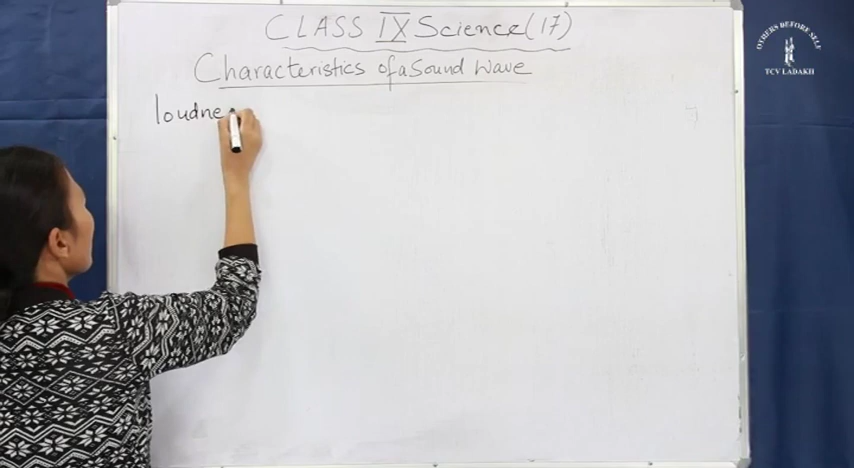 CLASS IX Science (17)
Characteristics of a Sound Wave
loudne
OTHERS BEFORE SELF
TCV LADAKH